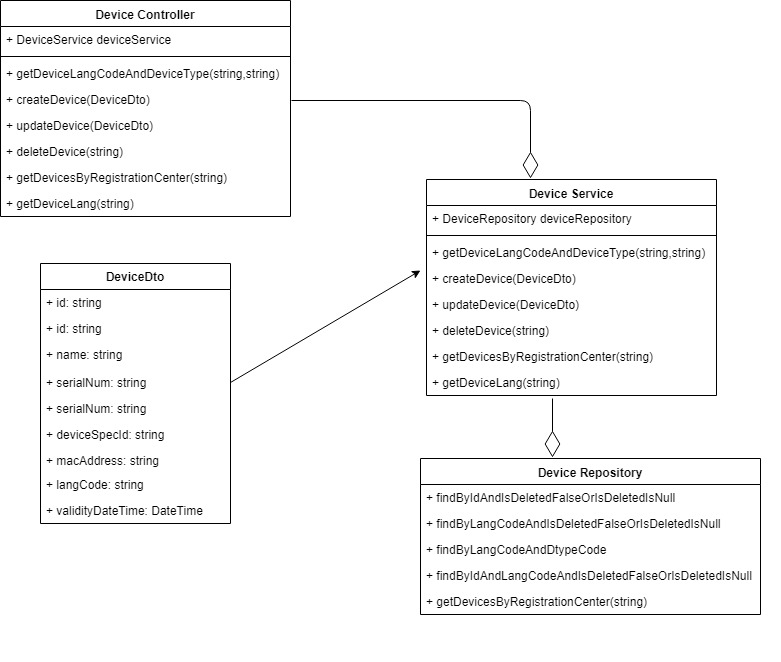 Device Controller
+ DeviceService deviceService
+ getDeviceLangCodeAndDeviceType(string,string)
+ createDevice(DeviceDto)
+ updateDevice(DeviceDto)
+ deleteDevice(string)
+ getDevicesByRegistrationCenter(string)
+ getDeviceLang(string)
Device Service
+ DeviceRepository deviceRepository
+ getDeviceLangCodeAndDeviceType(string,string)
+ createDevice(DeviceDto)
+ updateDevice(DeviceDto)
+ deleteDevice(string)
+ getDevicesByRegistrationCenter(string)
+ getDeviceLang(string)
DeviceDto
+ id: string
+ id: string
+ name: string
+ serialNum: string
+ serialNum: string
+ deviceSpecId: string
+ macAddress: string
+ langCode: string
+ validityDateTime: DateTime
Device Repository
+ findByIdAndIsDeletedFalseOrIsDeletedIsNull
+ findByLangCodeAndIsDeletedFalseOrIsDeletedIsNull
+ findByLangCodeAndDtypeCode
+ findByIdAndLangCodeAndIsDeletedFalseOrIsDeletedIsNull
+ getDevicesByRegistrationCenter(string)